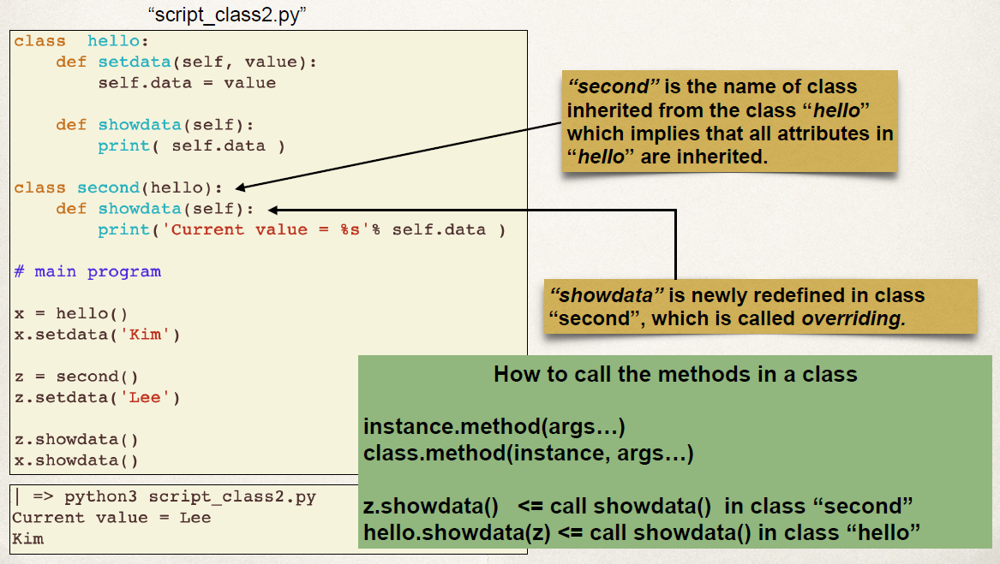 “script_class2.py”
class  hello:
    def setdata(self, value):
        self.data = value
    def showdata(self):
        print( self.data )
class second(hello):
    def showdata(self):
        print('Current value = %s'% self.data )
# main program
x = hello()
x.setdata('Kim')
z = second()
z.setdata('Lee')
z.showdata()
x.showdata()
| => python3 script_class2.py
Current value = Lee
Kim
“second” is the name of class
inherited from the class “hello”
which implies that all attributes in
“hello” are inherited.
“showdata” is newly redefined in class
“second”, which is called overriding.
How to call the methods in a class
instance.method(args…)
class.method(instance, args…)
z.showdata()   <= call showdata()  in class “second”
hello.showdata(z) <= call showdata() in class “hello”